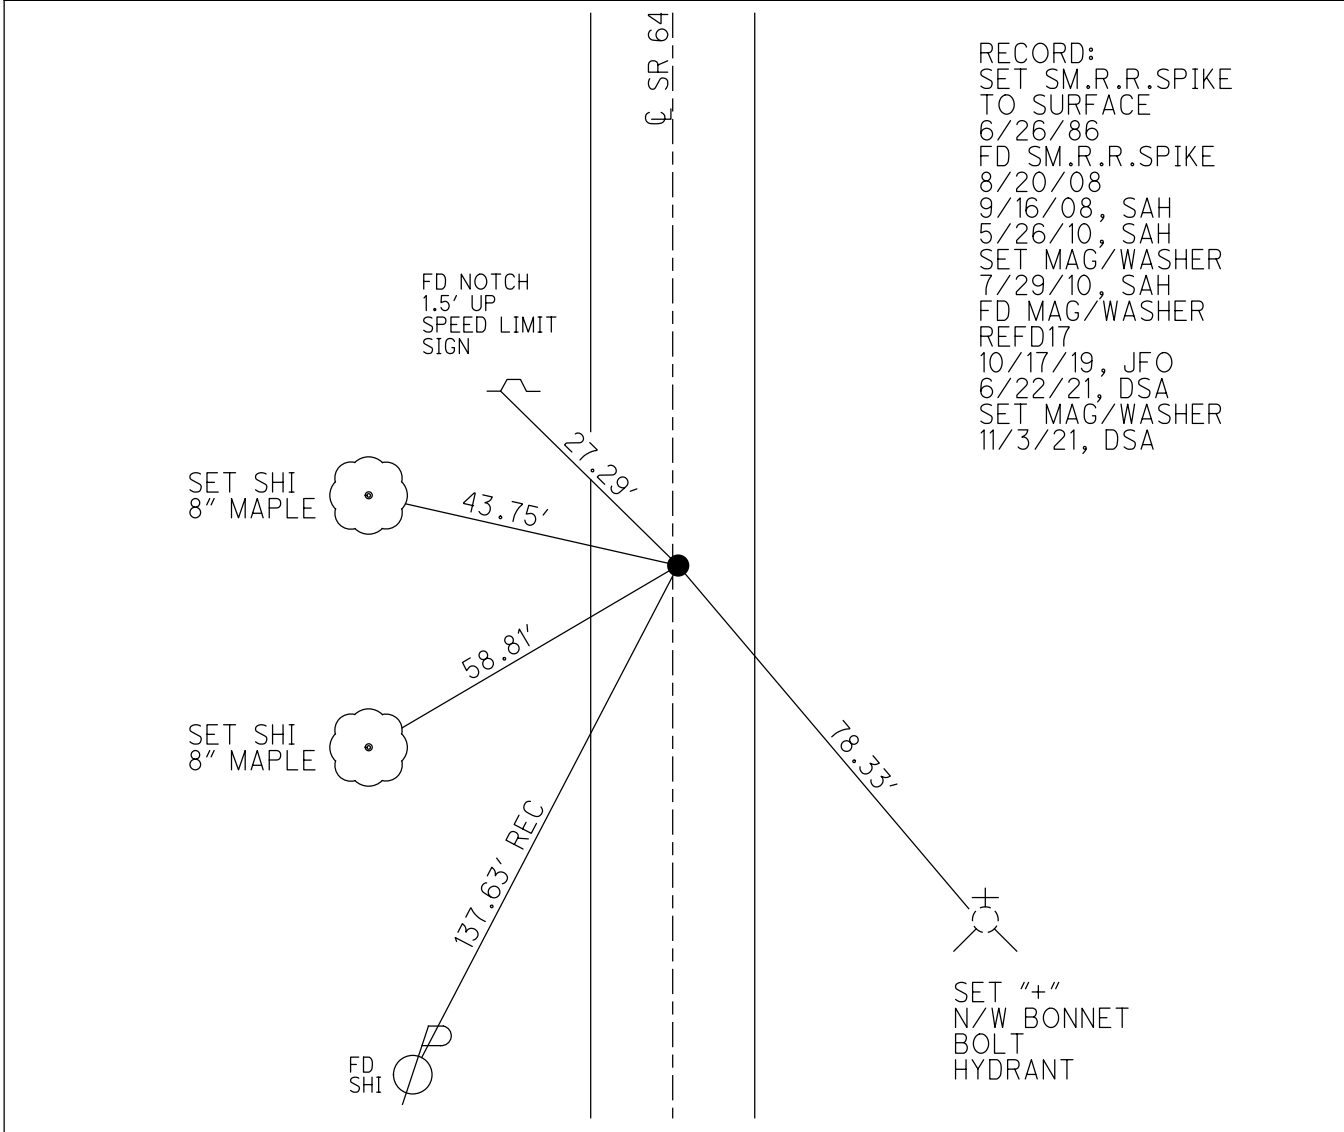 ℄ SR 64
RECORD:
SET SM.R.R.SPIKE
TO SURFACE
6/26/86
FD SM.R.R.SPIKE
8/20/08
9/16/08, SAH
5/26/10, SAH
SET MAG/WASHER
7/29/10, SAH
FD MAG/WASHER
REFD17
10/17/19, JFO
6/22/21, DSA
SET MAG/WASHER
11/3/21, DSA
FD NOTCH
1.5' UP
SPEED LIMIT
SIGN
27.29'
SET SHI
8" MAPLE
43.75'
58.81'
SET SHI
8" MAPLE
78.33'
137.63' REC
SET "+"
N/W BONNET
BOLT
HYDRANT
FD
SHI